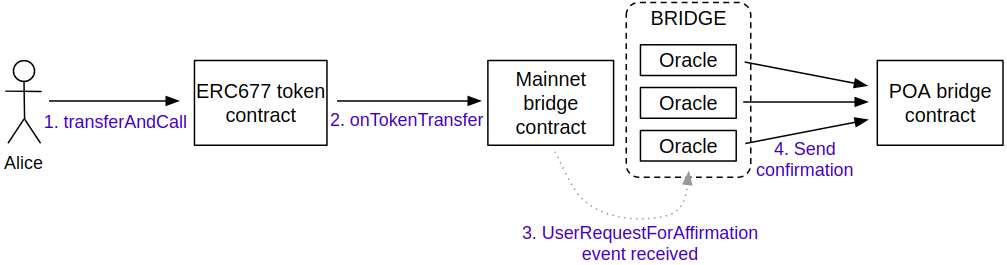 Alice
1. transferAndCall
ERC677 token
contract
2. onTokenTransfer
Mainnet
bridge
contract
3. UserRequestForAffirmation
event received
BRIDGE
Oracle
Oracle
Oracle
4. Send
confirmation
POA bridge
contract